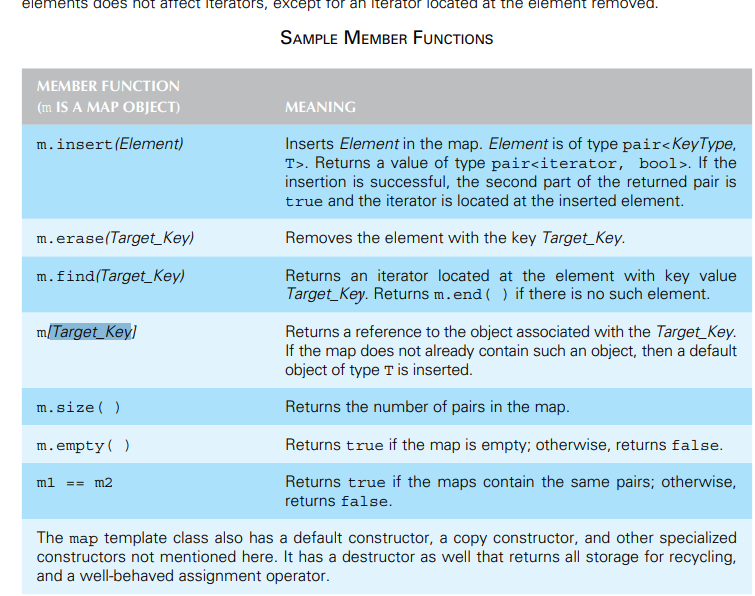 elements does not affect iterators, except for an iterator located at the element removed.
SAMPLE MEMBER FUNCTIONS
MEMBER FUNCTION
(m IS A MAP OBJECT)
MEANING
m.insert(Element)
Inserts Element in the map. Element is of type pair<KeyType,
T>. Returns a value of type pair<iterator, bool>. If the
insertion is successful, the second part of the returned pair is
true and the iterator is located at the inserted element.
m.erase(Target_Key)
Removes the element with the key Target_Key.
m.find(Target_Key)
Returns an iterator located at the element with key value
Target_Key. Returns m.end( ) if there is no such element.
m[Target_Key]
Returns a reference to the object associated with the Target_Key.
If the map does not already contain such an object, then a default
object of type T is inserted.
m.size( )
Returns the number of pairs in the map.
m.empty( )
Returns true if the map is empty; otherwise, returns false.
m1 == m2
Returns true if the maps contain the same pairs; otherwise,
returns false.
The map template class also has a default constructor, a copy constructor, and other specialized
constructors not mentioned here. It has a destructor as well that returns all storage for recycling,
and a well-behaved assignment operator.